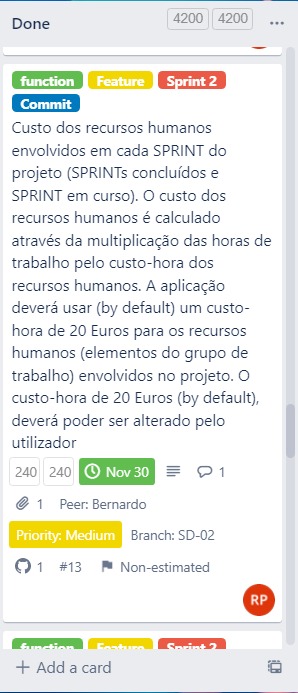 Done 4200 4200
function Feature Sprint 2
Commit
Custo dos recursos humanos
envolvidos em cada SPRINT do
projeto (SPRINTs concluídos e
SPRINT em curso). O custo dos
recursos humanos é calculado
através da multiplicação das horas de
trabalho pelo custo-hora dos
recursos humanos. A aplicação
deverá usar (by default) um custo-
hora de 20 Euros para os recursos
humanos (elementos do grupo de
trabalho) envolvidos no projeto. O
custo-hora de 20 Euros (by default),
deverá poder ser alterado pelo
utilizador
240 240 Nov 30 1
1 Peer: Bernardo
Priority: Medium Branch: SD-02
1 #13 Non-estimated
RP
function Feature Sprint 2
+ Add a card